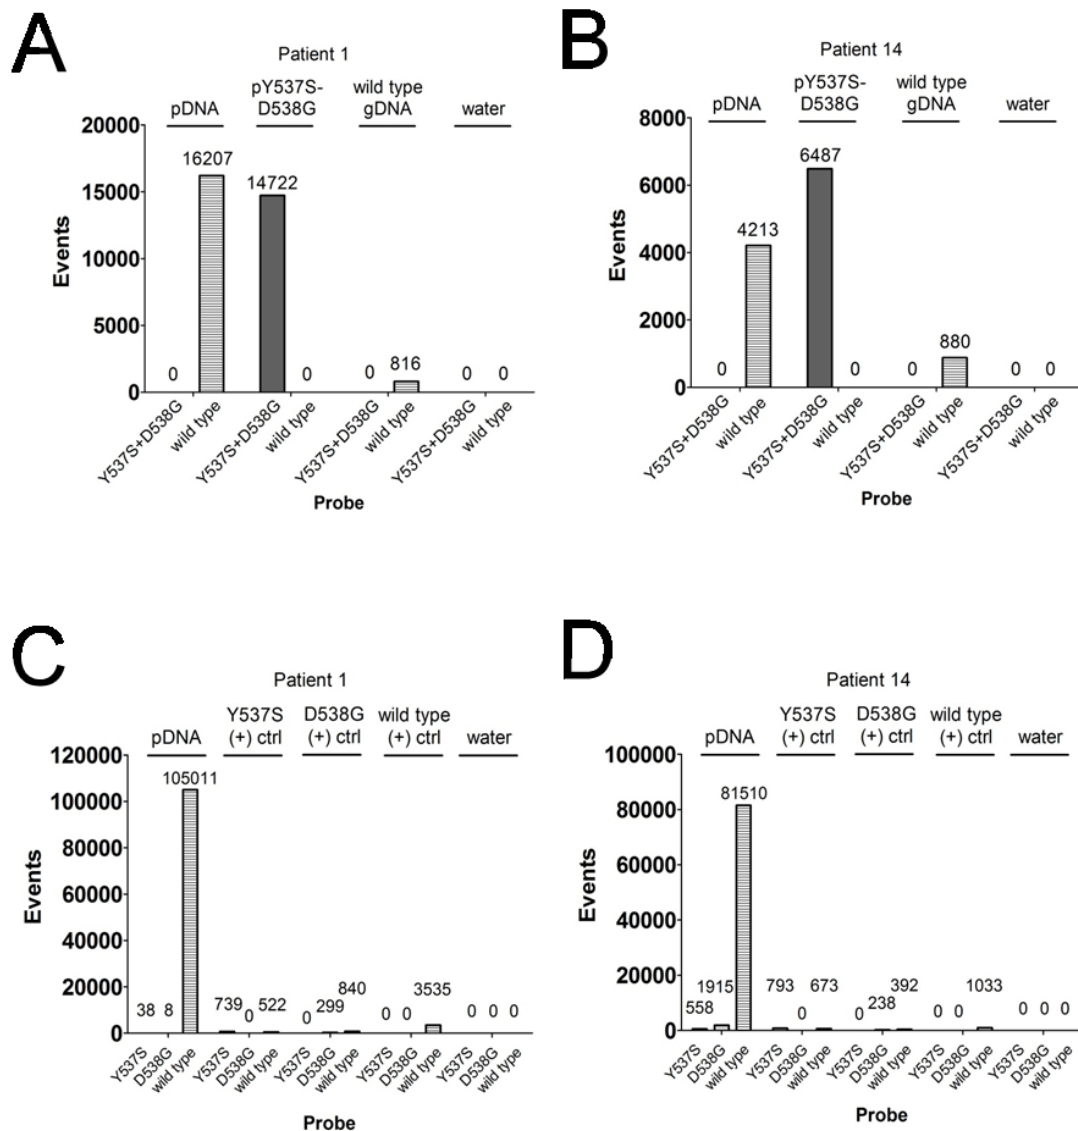 A
Patient 1
pDNA
pY537S-
D538G
wild type
gDNA
water
20000
15000
10000
5000
0
Events
0
16207
14722
0
0
816
0
0
Y537S+D538G
wild type
Y537S+D538G
wild type
Y537S+D538G
wild type
Y537S+D538G
wild type
Probe
B
Patient 14
pDNA
pY537S-
D538G
wild type
gDNA
water
8000
6000
4000
2000
0
Events
0
4213
6487
0
0
880
0
0
Y537S+D538G
wild type
Y537S+D538G
wild type
Y537S+D538G
wild type
Y537S+D538G
wild type
Probe
C
Patient 1
pDNA
Y537S
(+) ctrl
D538G
(+) ctrl
wild type
(+) ctrl
water
120000
100000
80000
60000
40000
20000
0
Events
38
8
105011
739
0
522
0
299
840
0
0
3535
0
0
0
Y537S
D538G
wild type
Y537S
D538G
wild type
Y537S
D538G
wild type
Y537S
D538G
wild type
Y537S
D538G
wild type
Probe
D
Patient 14
pDNA
Y537S
(+) ctrl
D538G
(+) ctrl
wild type
(+) ctrl
water
100000
80000
60000
40000
20000
0
Events
558
1915
81510
793
0
673
0
238
392
0
0
1033
0
0
0
Y537S
D538G
wild type
Y537S
D538G
wild type
Y537S
D538G
wild type
Y537S
D538G
wild type
Y537S
D538G
wild type
Probe